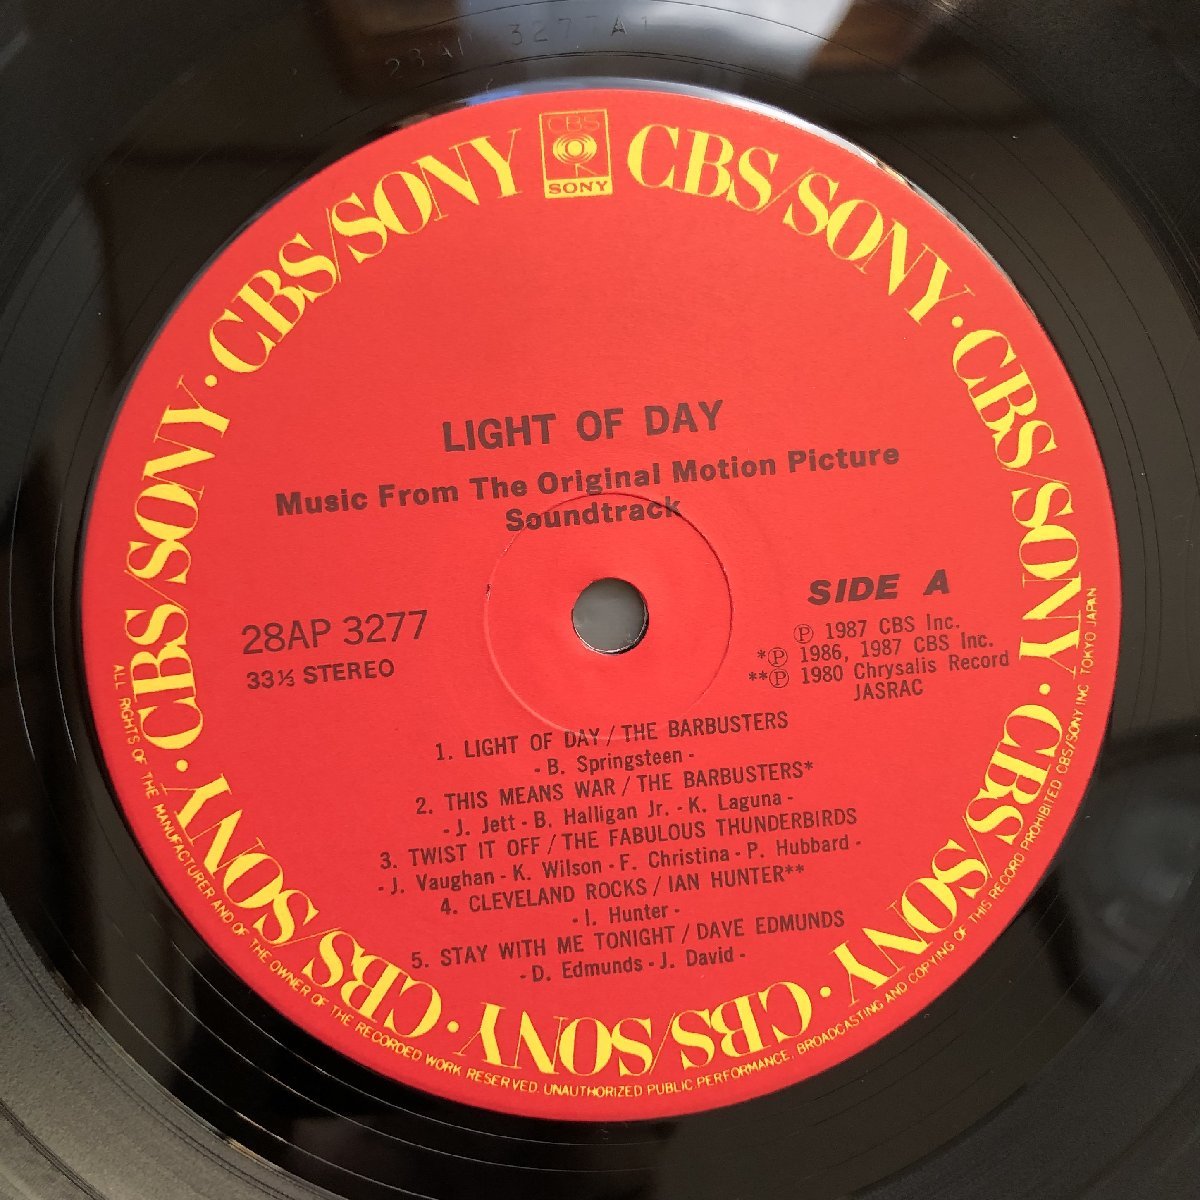 28AP 3277A1
CBS
SONY
CBS/SONY · CBS/SONY · CBS/SONY · CBS/SONY · CBS/SONY · CBS/SONY · CBS/SONY · CBS/SONY
LIGHT OF DAY
Music From The Original Motion Picture
Soundtrack
28AP 3277
33⅓ STEREO
SIDE A
Ⓟ 1987 CBS Inc.
*Ⓟ 1986, 1987 CBS Inc.
**Ⓟ 1980 Chrysalis Record
JASRAC
1. LIGHT OF DAY / THE BARBUSTERS
- B. Springsteen -
2. THIS MEANS WAR / THE BARBUSTERS*
- J. Jett - B. Halligan Jr. - K. Laguna -
3. TWIST IT OFF / THE FABULOUS THUNDERBIRDS
- J. Vaughan - K. Wilson - F. Christina - P. Hubbard -
4. CLEVELAND ROCKS / IAN HUNTER**
- I. Hunter -
5. STAY WITH ME TONIGHT / DAVE EDMUNDS
- D. Edmunds - J. David -
ALL RIGHTS OF THE MANUFACTURER AND OF THE OWNER OF THE RECORDED WORK RESERVED. UNAUTHORIZED PUBLIC PERFORMANCE, BROADCASTING AND COPYING OF THIS RECORD PROHIBITED CBS/SONY INC. TOKYO JAPAN